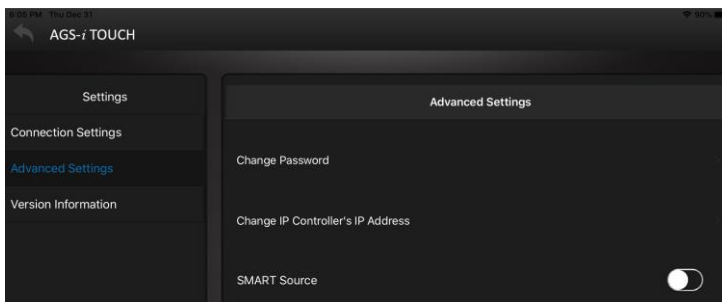 6:05 PM Thu Dec 31
90%
AGS-i TOUCH
Settings
Connection Settings
Advanced Settings
Version Information
Advanced Settings
Change Password
Change IP Controller's IP Address
SMART Source